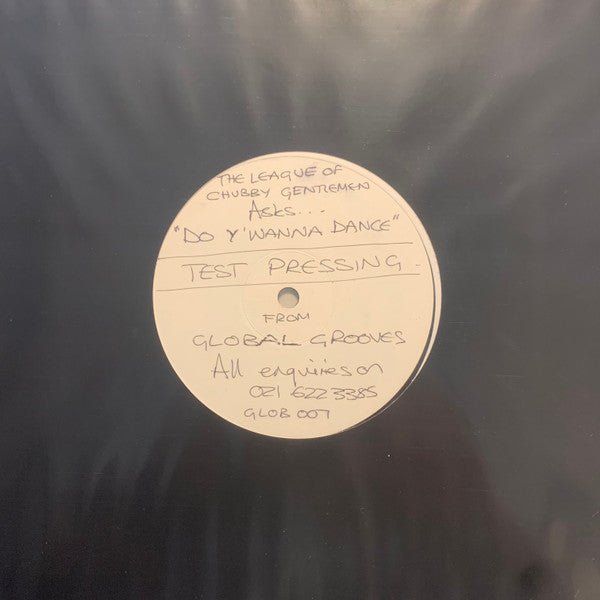 THE LEAGUE OF
CHUBBY GENTLEMEN
Asks...
"DO Y'WANNA DANCE"
TEST PRESSING.
FROM
GLOBAL GROOVES
All enquiries on
021 622 3385
GLOB 007